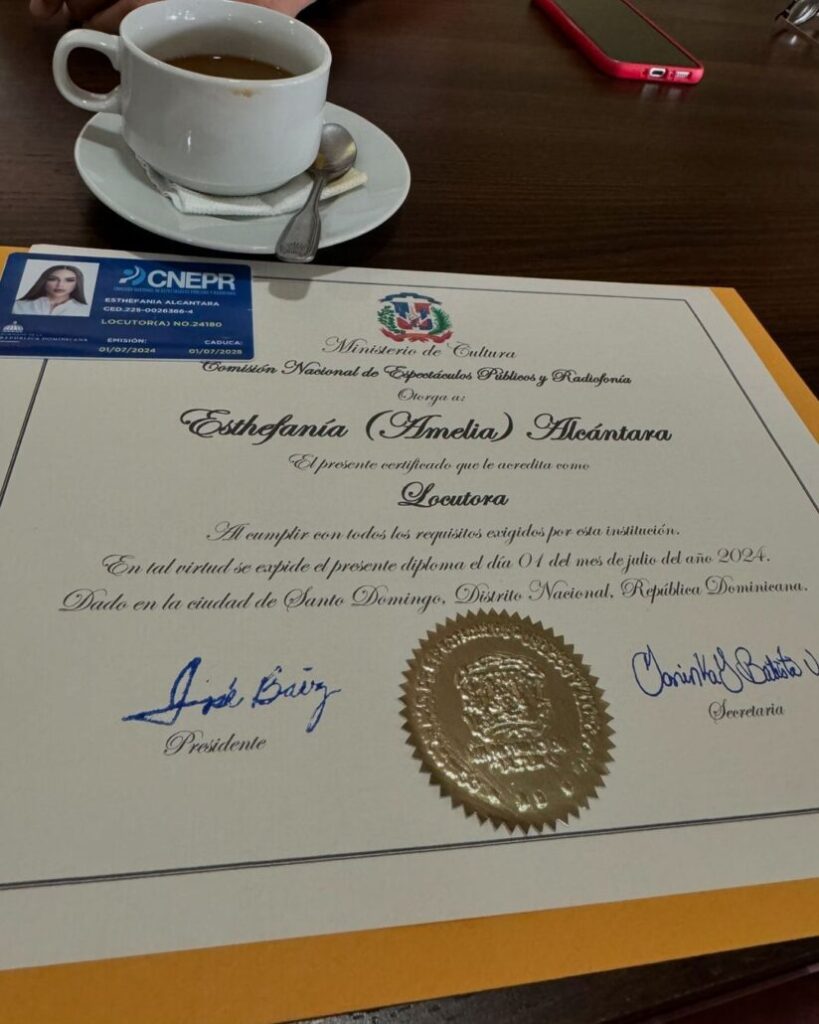 CNEPR
ESTHEFANIA ALCANTARA
CED.225-0026386-4
LOCUTOR(A) NO.24180
REPÚBLICA DOMINICANA
EMISIÓN:
CADUCA:
01/07/2024
01/07/2028
Ministerio de Cultura
Comisión Nacional de Espectáculos Públicos y Radiofonía
Otorga a:
Esthefanía (Amelia) Alcántara
El presente certificado que le acredita como
Locutora
Al cumplir con todos los requisitos exigidos por esta institución.
En tal virtud se expide el presente diploma el día 01 del mes de julio del año 2024.
Dado en la ciudad de Santo Domingo, Distrito Nacional, República Dominicana.
José Báez
Presidente
Batista
Secretaria